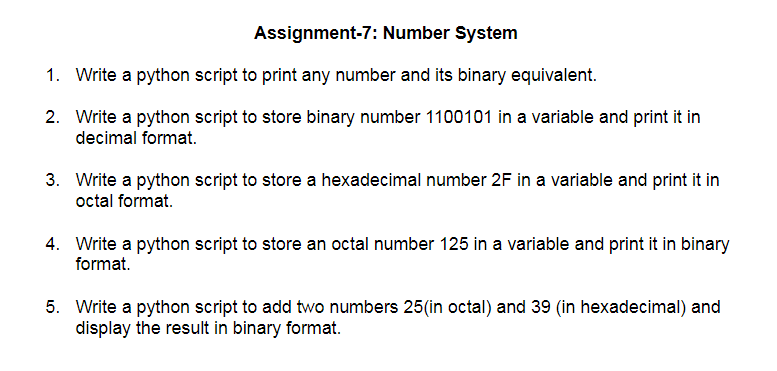 Assignment-7: Number System
1. Write a python script to print any number and its binary equivalent.
2. Write a python script to store binary number 1100101 in a variable and print it in
decimal format.
3. Write a python script to store a hexadecimal number 2F in a variable and print it in
octal format.
4. Write a python script to store an octal number 125 in a variable and print it in binary
format.
5. Write a python script to add two numbers 25(in octal) and 39 (in hexadecimal) and
display the result in binary format.